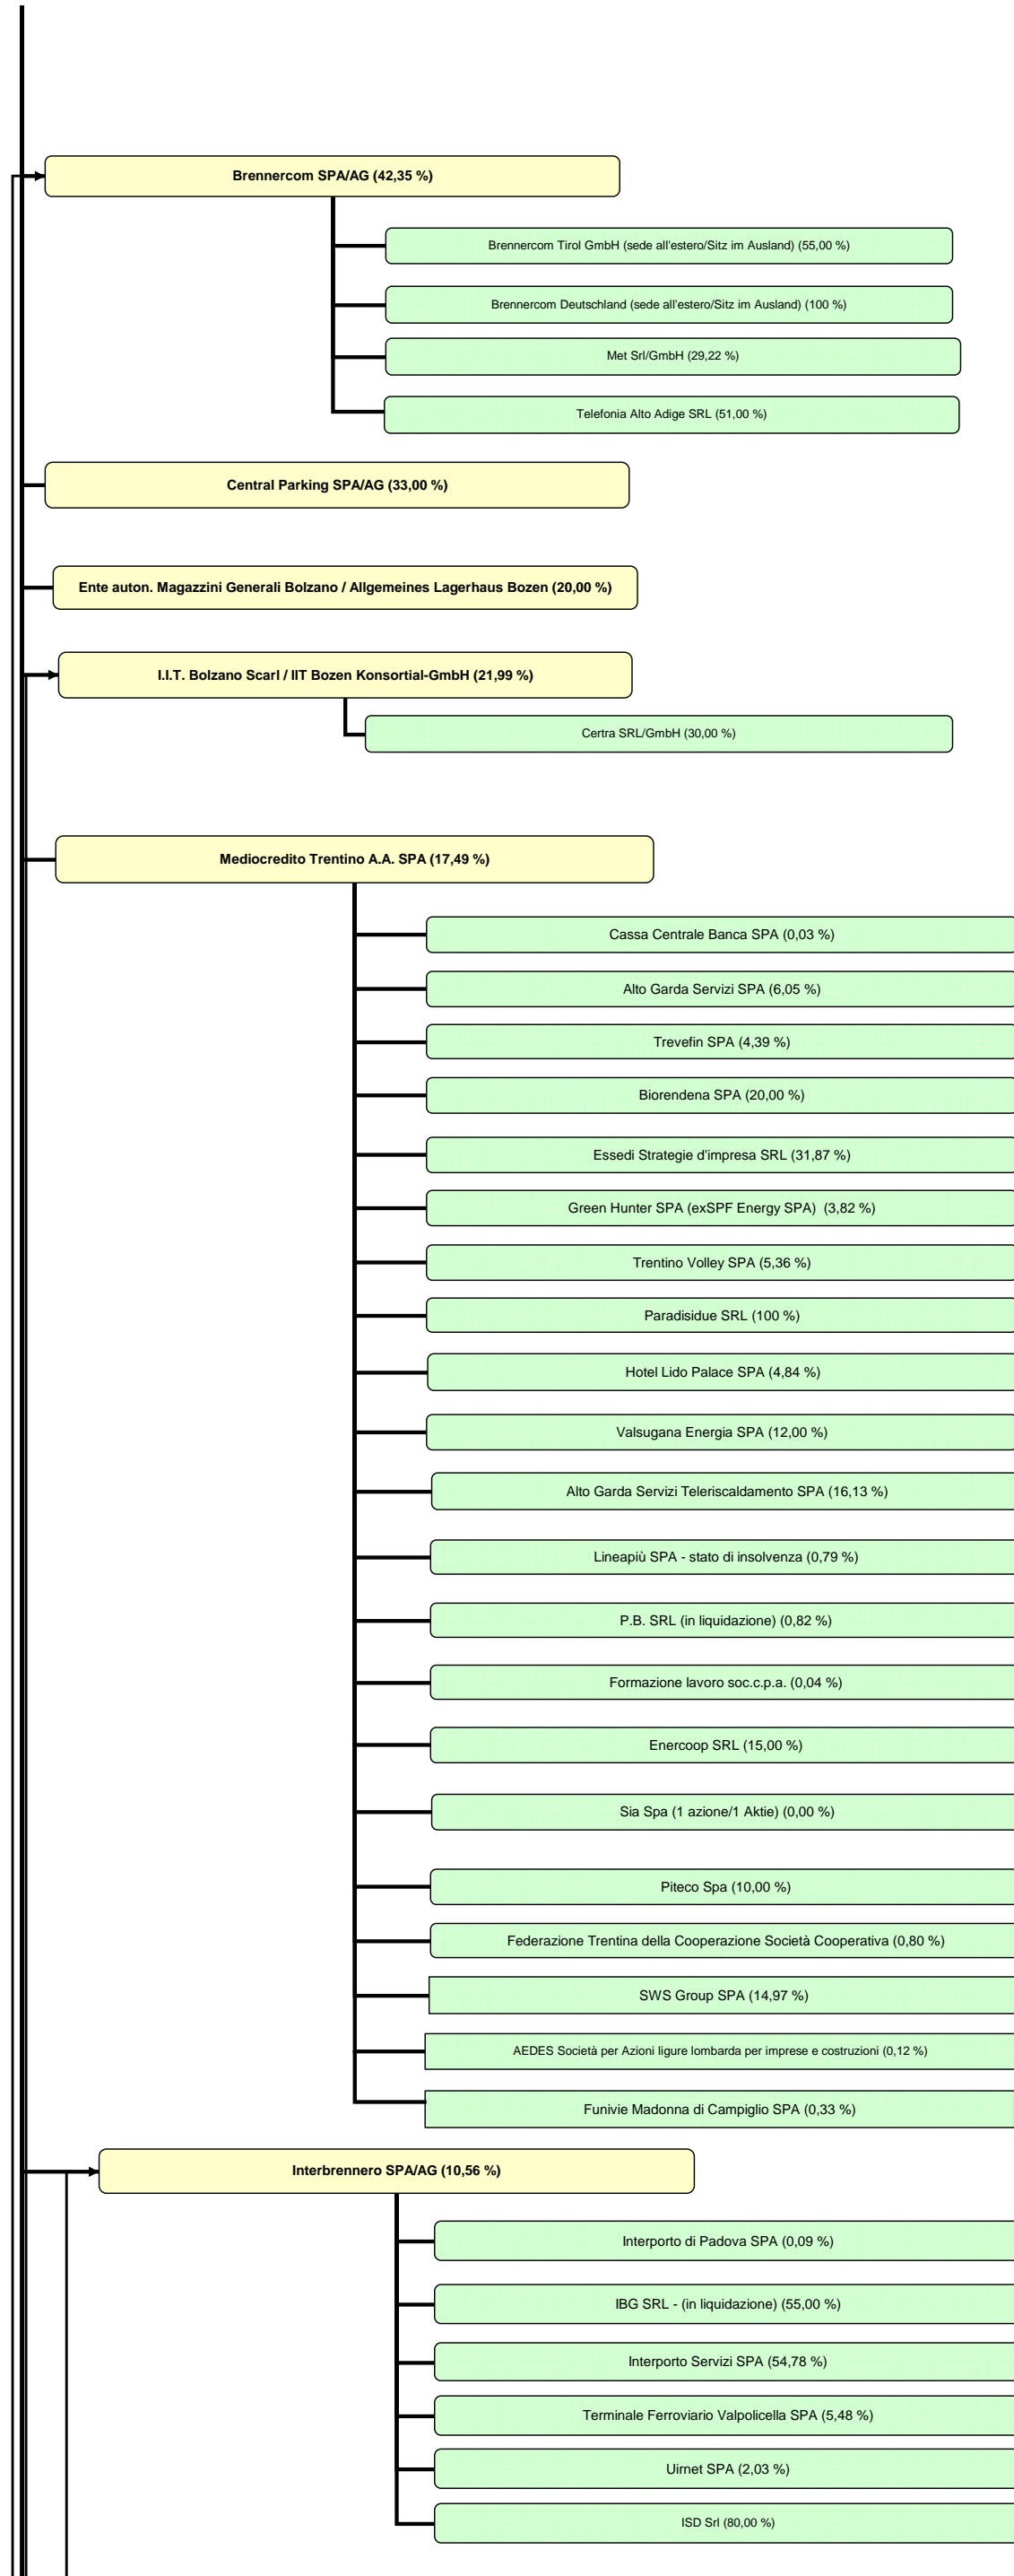 Brennercom SPA/AG (42,35 %)
Brennercom Tirol GmbH (sede all'estero/Sitz im Ausland) (55,00 %)
Brennercom Deutschland (sede all'estero/Sitz im Ausland) (100 %)
Met Srl/GmbH (29,22 %)
Telefonia Alto Adige SRL (51,00 %)
Central Parking SPA/AG (33,00 %)
Ente auton. Magazzini Generali Bolzano / Allgemeines Lagerhaus Bozen (20,00 %)
I.I.T. Bolzano Scarl / IIT Bozen Konsortial-GmbH (21,99 %)
Certra SRL/GmbH (30,00 %)
Mediocredito Trentino A.A. SPA (17,49 %)
Cassa Centrale Banca SPA (0,03 %)
Alto Garda Servizi SPA (6,05 %)
Trevefin SPA (4,39 %)
Biorendena SPA (20,00 %)
Essedi Strategie d'impresa SRL (31,87 %)
Green Hunter SPA (exSPF Energy SPA) (3,82 %)
Trentino Volley SPA (5,36 %)
Paradisidue SRL (100 %)
Hotel Lido Palace SPA (4,84 %)
Valsugana Energia SPA (12,00 %)
Alto Garda Servizi Teleriscaldamento SPA (16,13 %)
Lineapiù SPA - stato di insolvenza (0,79 %)
P.B. SRL (in liquidazione) (0,82 %)
Formazione lavoro soc.c.p.a. (0,04 %)
Enercoop SRL (15,00 %)
Sia Spa (1 azione/1 Aktie) (0,00 %)
Piteco Spa (10,00 %)
Federazione Trentina della Cooperazione Società Cooperativa (0,80 %)
SWS Group SPA (14,97 %)
AEDES Società per Azioni ligure lombarda per imprese e costruzioni (0,12 %)
Funivie Madonna di Campiglio SPA (0,33 %)
Interbrennero SPA/AG (10,56 %)
Interporto di Padova SPA (0,09 %)
IBG SRL - (in liquidazione) (55,00 %)
Interporto Servizi SPA (54,78 %)
Terminale Ferroviario Valpolicella SPA (5,48 %)
Uirnet SPA (2,03 %)
ISD Srl (80,00 %)